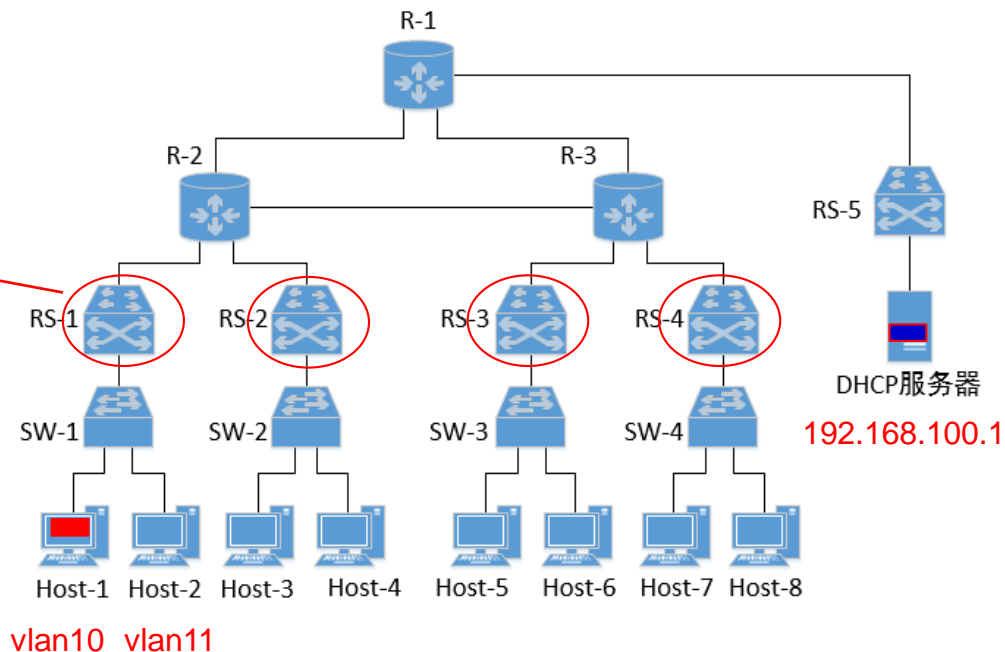 R-1
R-2
R-3
RS-5
RS-1
RS-2
RS-3
RS-4
DHCP服务器
192.168.100.1
SW-1
SW-2
SW-3
SW-4
Host-1
Host-2
Host-3
Host-4
Host-5
Host-6
Host-7
Host-8
vlan10
vlan11